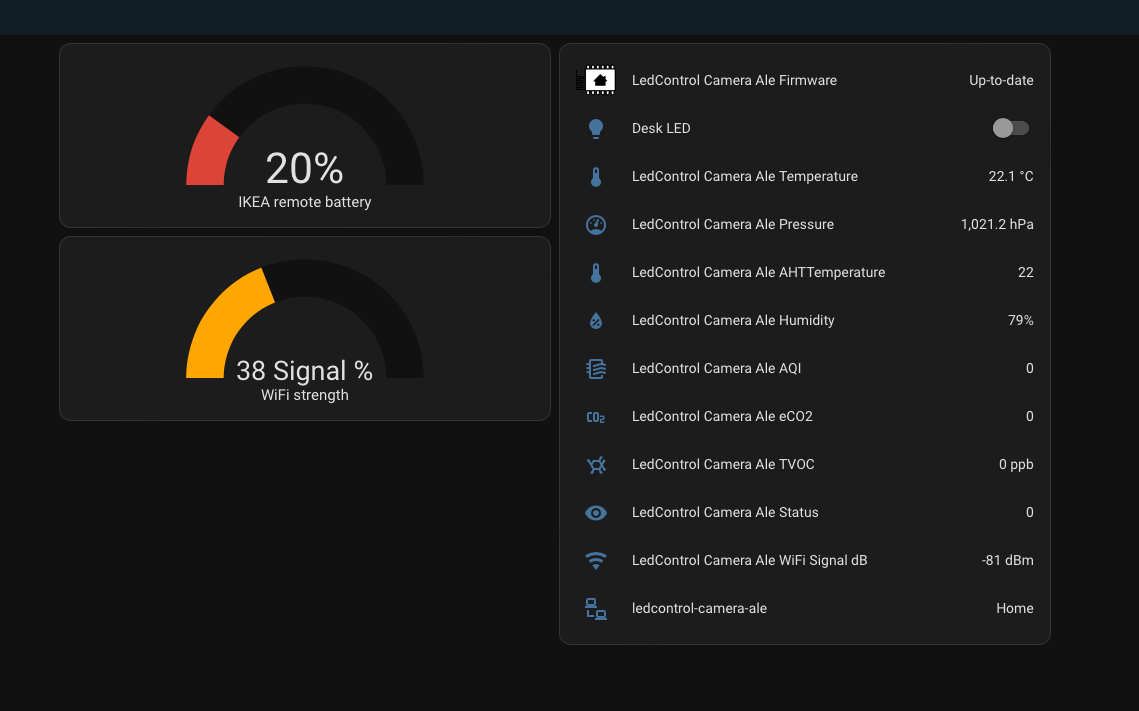 20%
IKEA remote battery
38 Signal %
WiFi strength
LedControl Camera Ale Firmware Up-to-date
Desk LED
LedControl Camera Ale Temperature 22.1 °C
LedControl Camera Ale Pressure 1,021.2 hPa
LedControl Camera Ale AHTTemperature 22
LedControl Camera Ale Humidity 79%
LedControl Camera Ale AQI 0
CO2 LedControl Camera Ale eCO2 0
LedControl Camera Ale TVOC 0 ppb
LedControl Camera Ale Status 0
LedControl Camera Ale WiFi Signal dB -81 dBm
ledcontrol-camera-ale Home